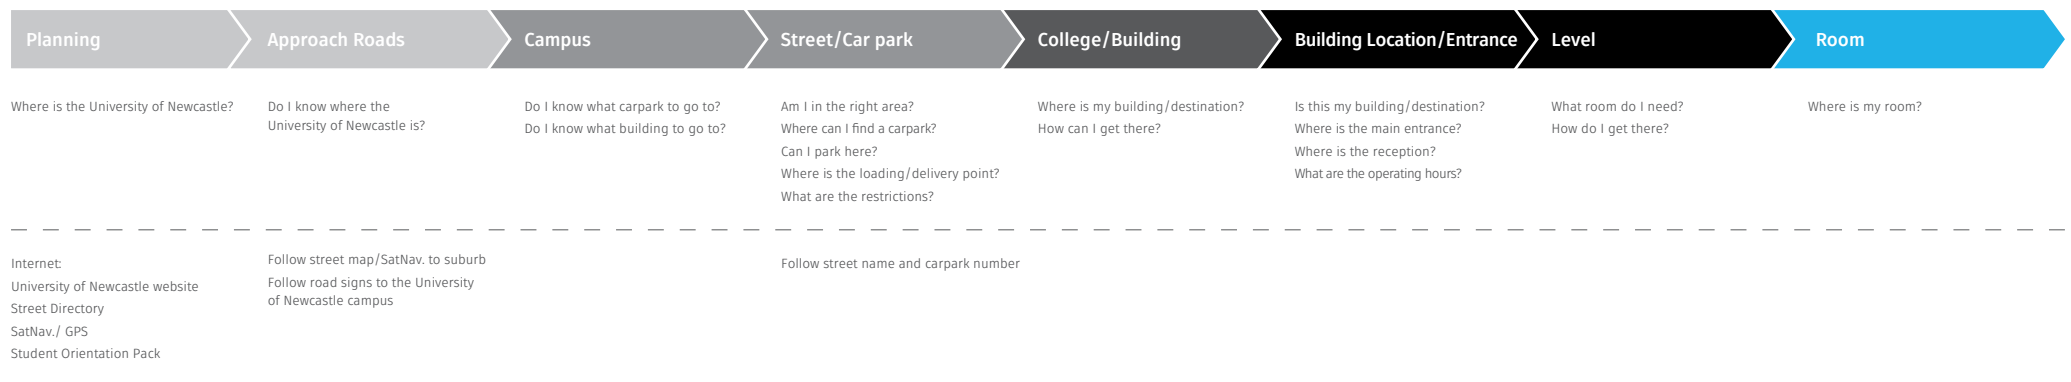 Planning
Approach Roads
Campus
Street/Car park
College/Building
Building Location/Entrance
Level
Room
Where is the University of Newcastle?
Do I know where the
University of Newcastle is?
Do I know what carpark to go to?
Do I know what building to go to?
Am I in the right area?
Where can I find a carpark?
Can I park here?
Where is the loading/delivery point?
What are the restrictions?
Where is my building/destination?
How can I get there?
Is this my building/destination?
Where is the main entrance?
Where is the reception?
What are the operating hours?
What room do I need?
How do I get there?
Where is my room?
Internet:
University of Newcastle website
Street Directory
SatNav./ GPS
Student Orientation Pack
Follow street map/SatNav. to suburb
Follow road signs to the University
of Newcastle campus
Follow street name and carpark number